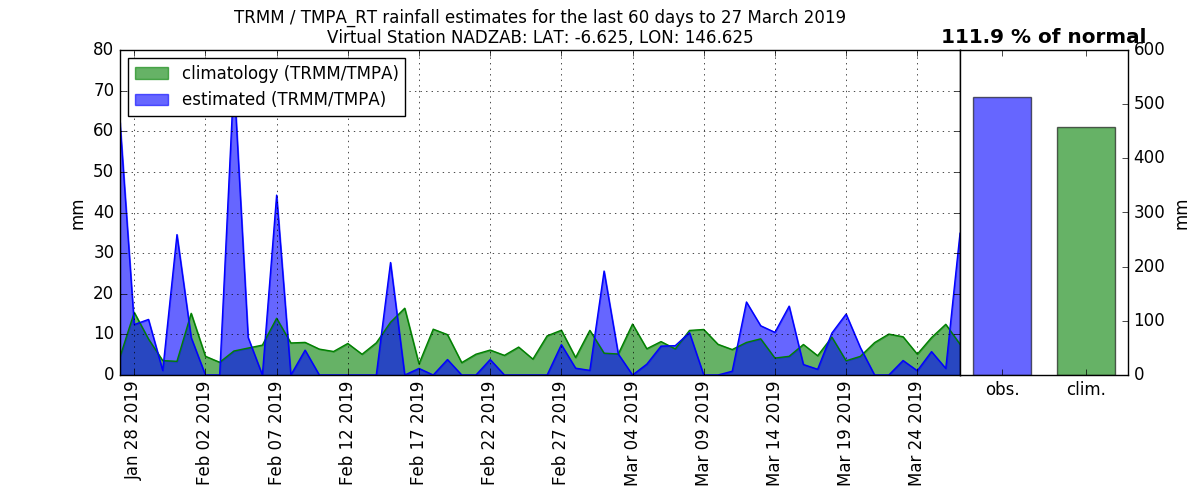 TRMM / TMPA_RT rainfall estimates for the last 60 days to 27 March 2019
Virtual Station NADZAB: LAT: -6.625, LON: 146.625
111.9 % of normal
climatology (TRMM/TMPA)
estimated (TRMM/TMPA)
80
70
60
50
40
30
20
10
0
mm
Jan 28 2019
Feb 02 2019
Feb 07 2019
Feb 12 2019
Feb 17 2019
Feb 22 2019
Feb 27 2019
Mar 04 2019
Mar 09 2019
Mar 14 2019
Mar 19 2019
Mar 24 2019
obs.
clim.
600
500
400
300
200
100
0
mm